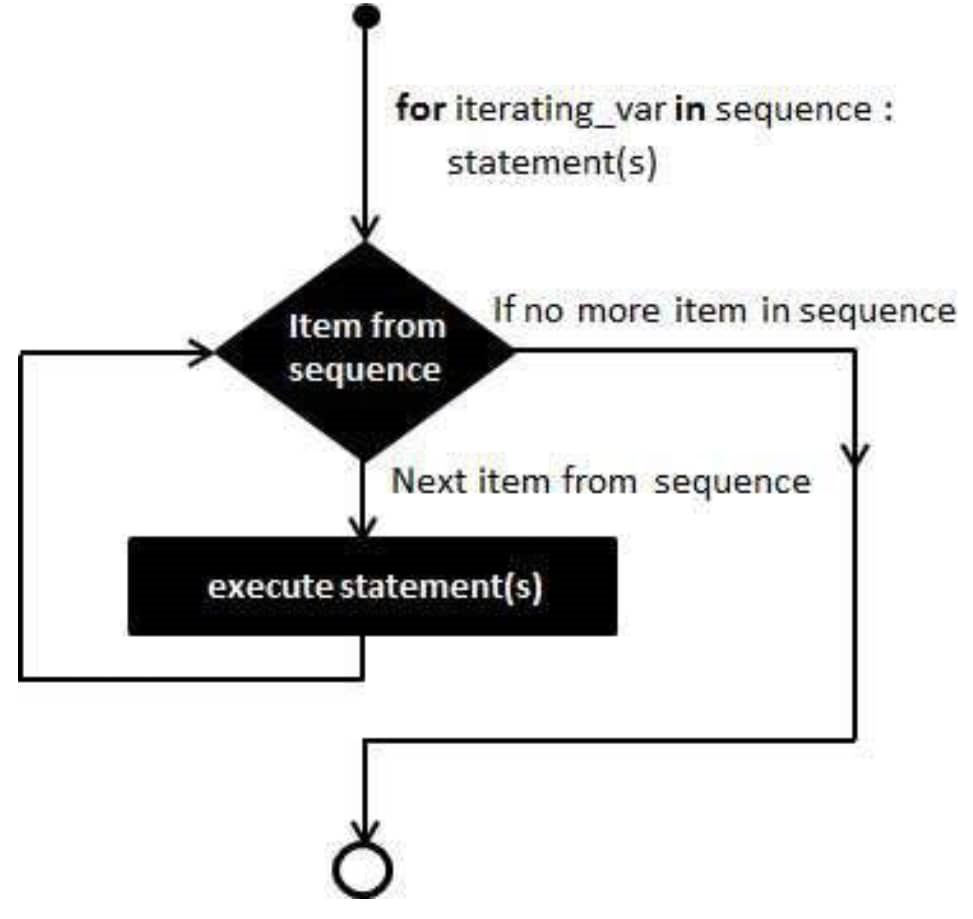 for iterating_var in sequence :
statement(s)
If no more item in sequence
Item from
sequence
Next item from sequence
execute statement(s)